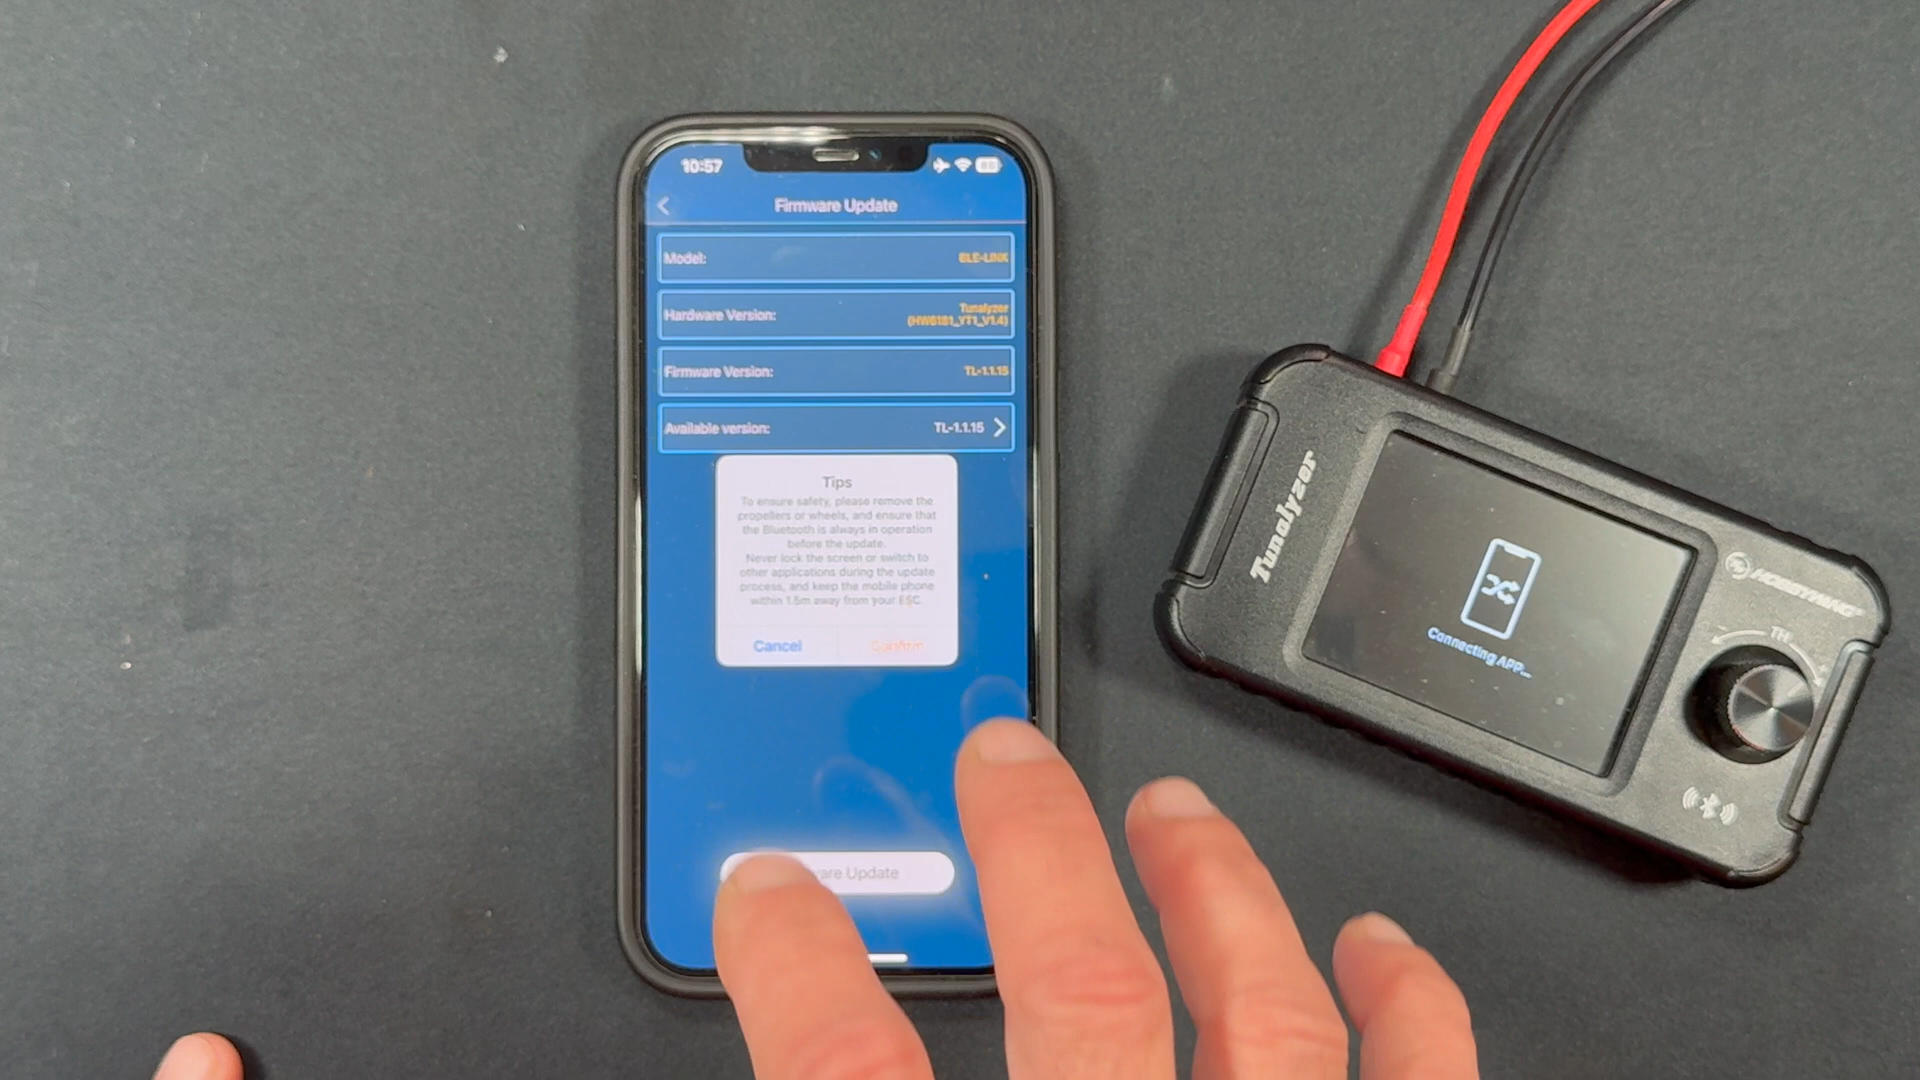 10:57
Firmware Update
Model:
BLE-LINK
Hardware Version:
Tunalyzer
(HW6181_YT1_V1.4)
Firmware Version:
TL-1.1.15
Available version:
TL-1.1.15
Tips
To ensure safety, please remove the
propellers or wheels, and ensure that
the Bluetooth is always in operation
before the update.
Never lock the screen or switch to
other applications during the update
process, and keep the mobile phone
within 1.5m away from your ESC.
Cancel
Confirm
Update
Tunalyzer
Connecting APP...
HOBBYWING
TH